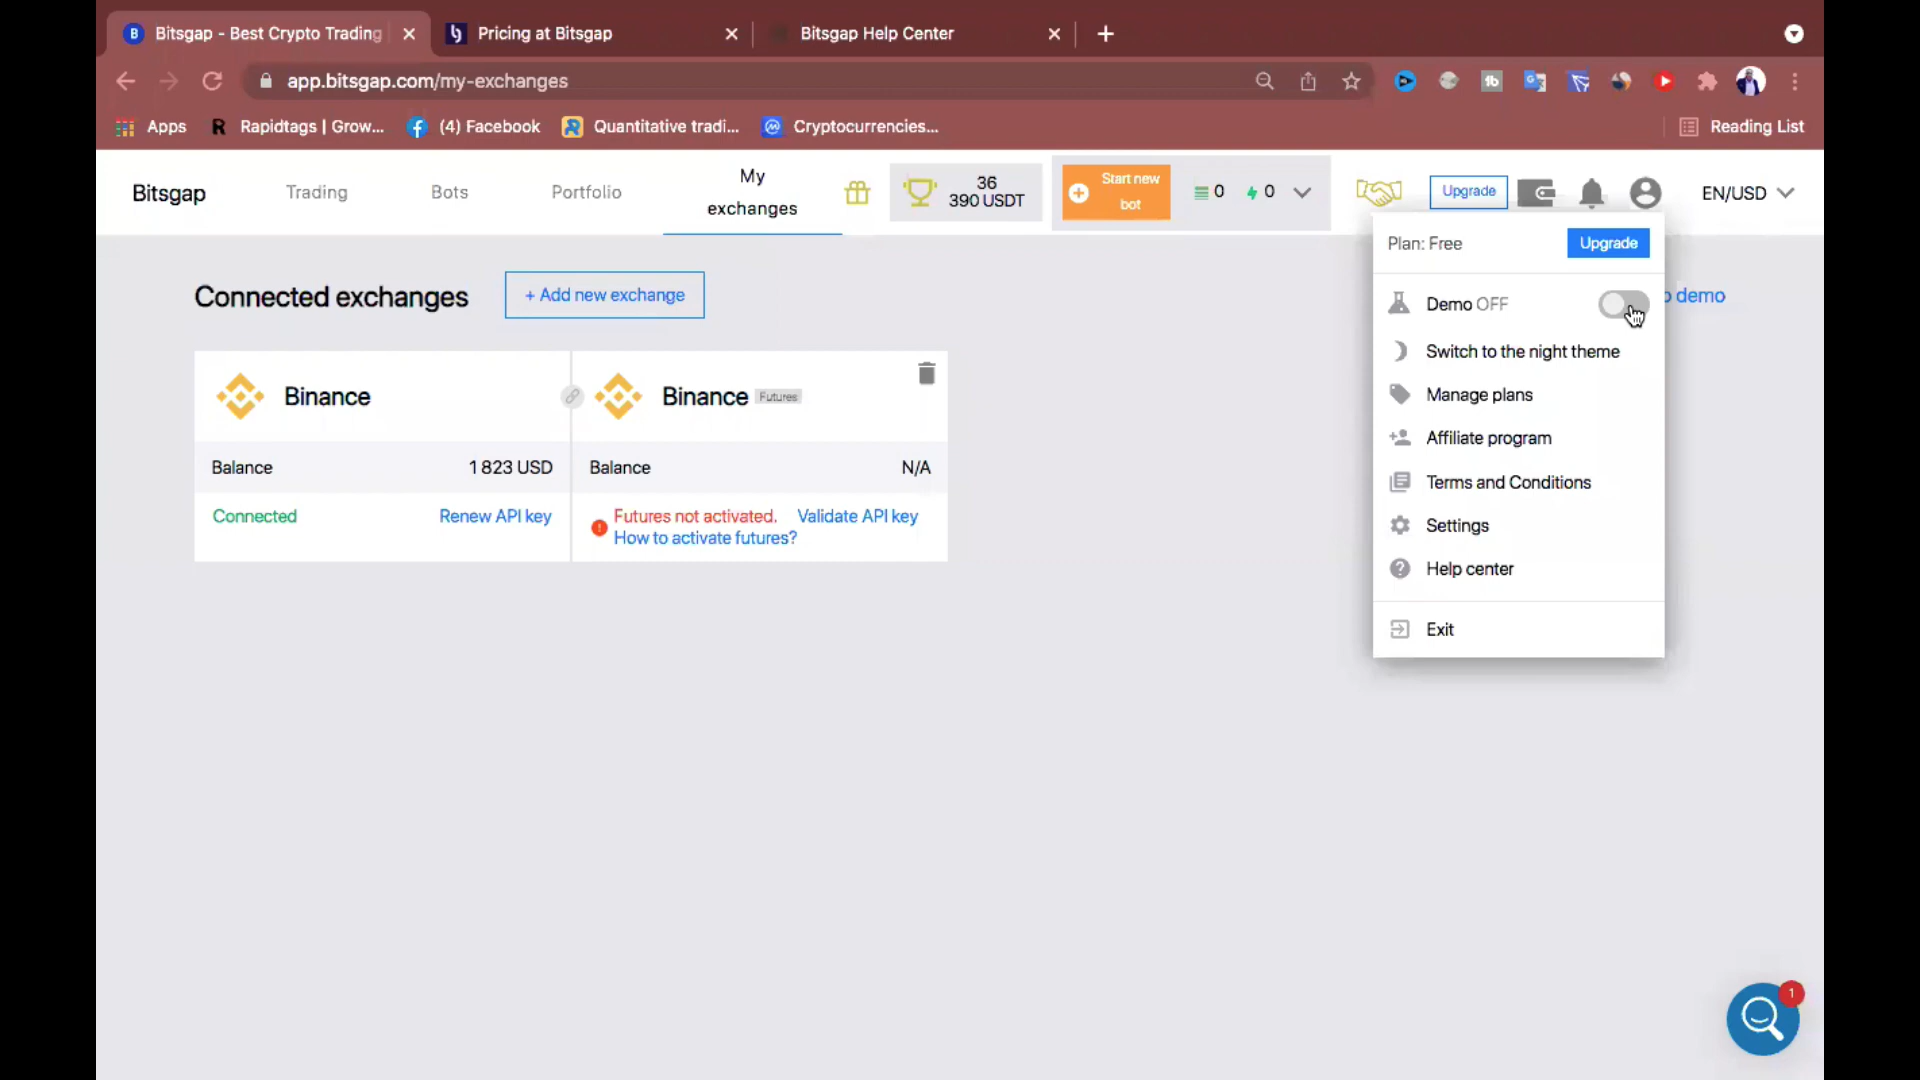 Bitsgap - Best Crypto Trading
Pricing at Bitsgap
Bitsgap Help Center
app.bitsgap.com/my-exchanges
Apps
Rapidtags | Grow...
(4) Facebook
Quantitative tradi...
Cryptocurrencies...
Reading List
Bitsgap
Trading
Bots
Portfolio
My
exchanges
36
390 USDT
Start new
bot
0
0
Upgrade
EN/USD
Plan: Free
Upgrade
Connected exchanges
+ Add new exchange
Demo OFF
demo
Switch to the night theme
Manage plans
Affiliate program
Terms and Conditions
Settings
Help center
Exit
Binance
Binance Futures
Balance
1 823 USD
Balance
N/A
Connected
Renew API key
Futures not activated.
Validate API key
How to activate futures?
1